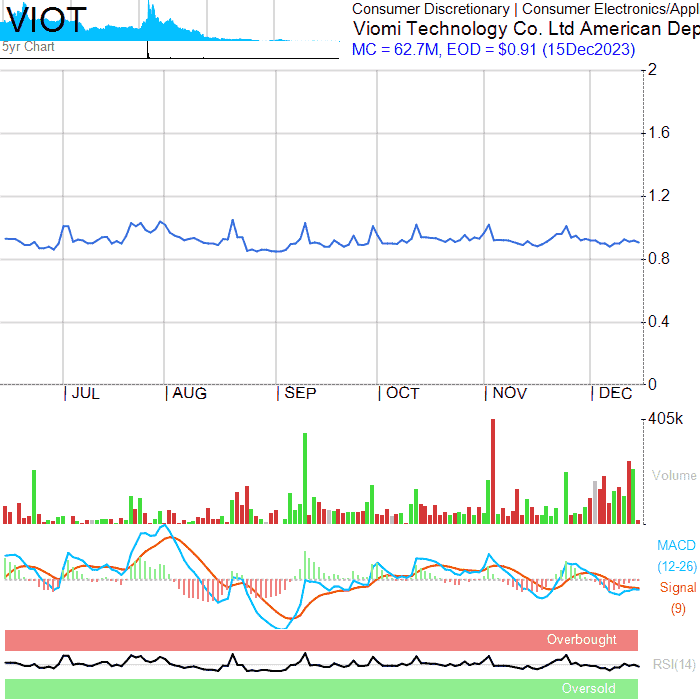 VIOT
5yr Chart
Consumer Discretionary | Consumer Electronics/Appl
Viomi Technology Co. Ltd American Dep
MC = 62.7M, EOD = $0.91 (15Dec2023)
2
1.6
1.2
0.8
0.4
0
JUL AUG SEP OCT NOV DEC
405k
Volume
MACD
(12-26)
Signal
(9)
Overbought
RSI(14)
Oversold